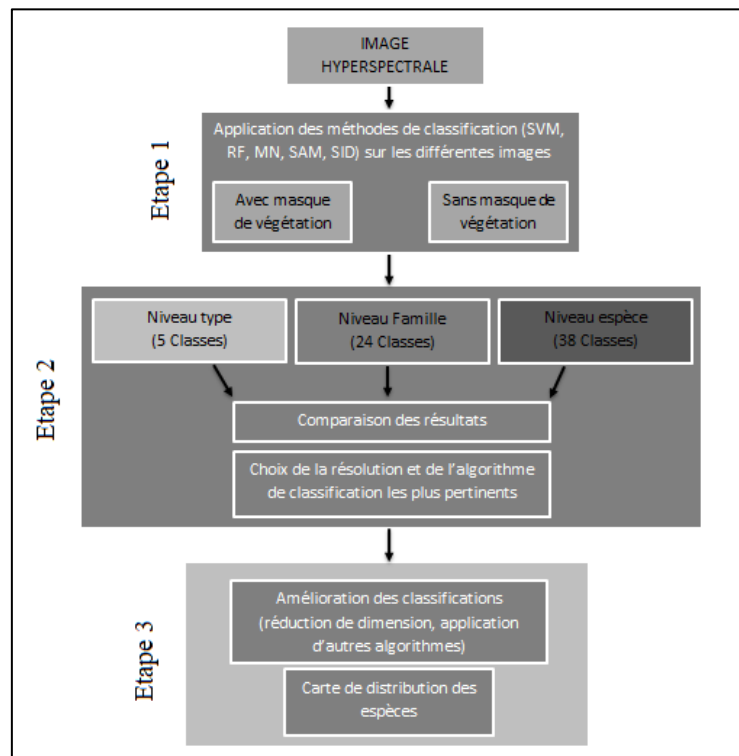 IMAGE
HYPERSPECTRALE
Etape 1
Application des méthodes de classification (SVM,
RF, MN, SAM, SID) sur les différentes images
Avec masque
de végétation
Sans masque de
végétation
Etape 2
Niveau type
(5 Classes)
Niveau Famille
(24 Classes)
Niveau espèce
(38 Classes)
Comparaison des résultats
Choix de la résolution et de l'algorithme
de classification les plus pertinents
Etape 3
Amélioration des classifications
(réduction de dimension, application
d'autres algorithmes)
Carte de distribution des
espèces